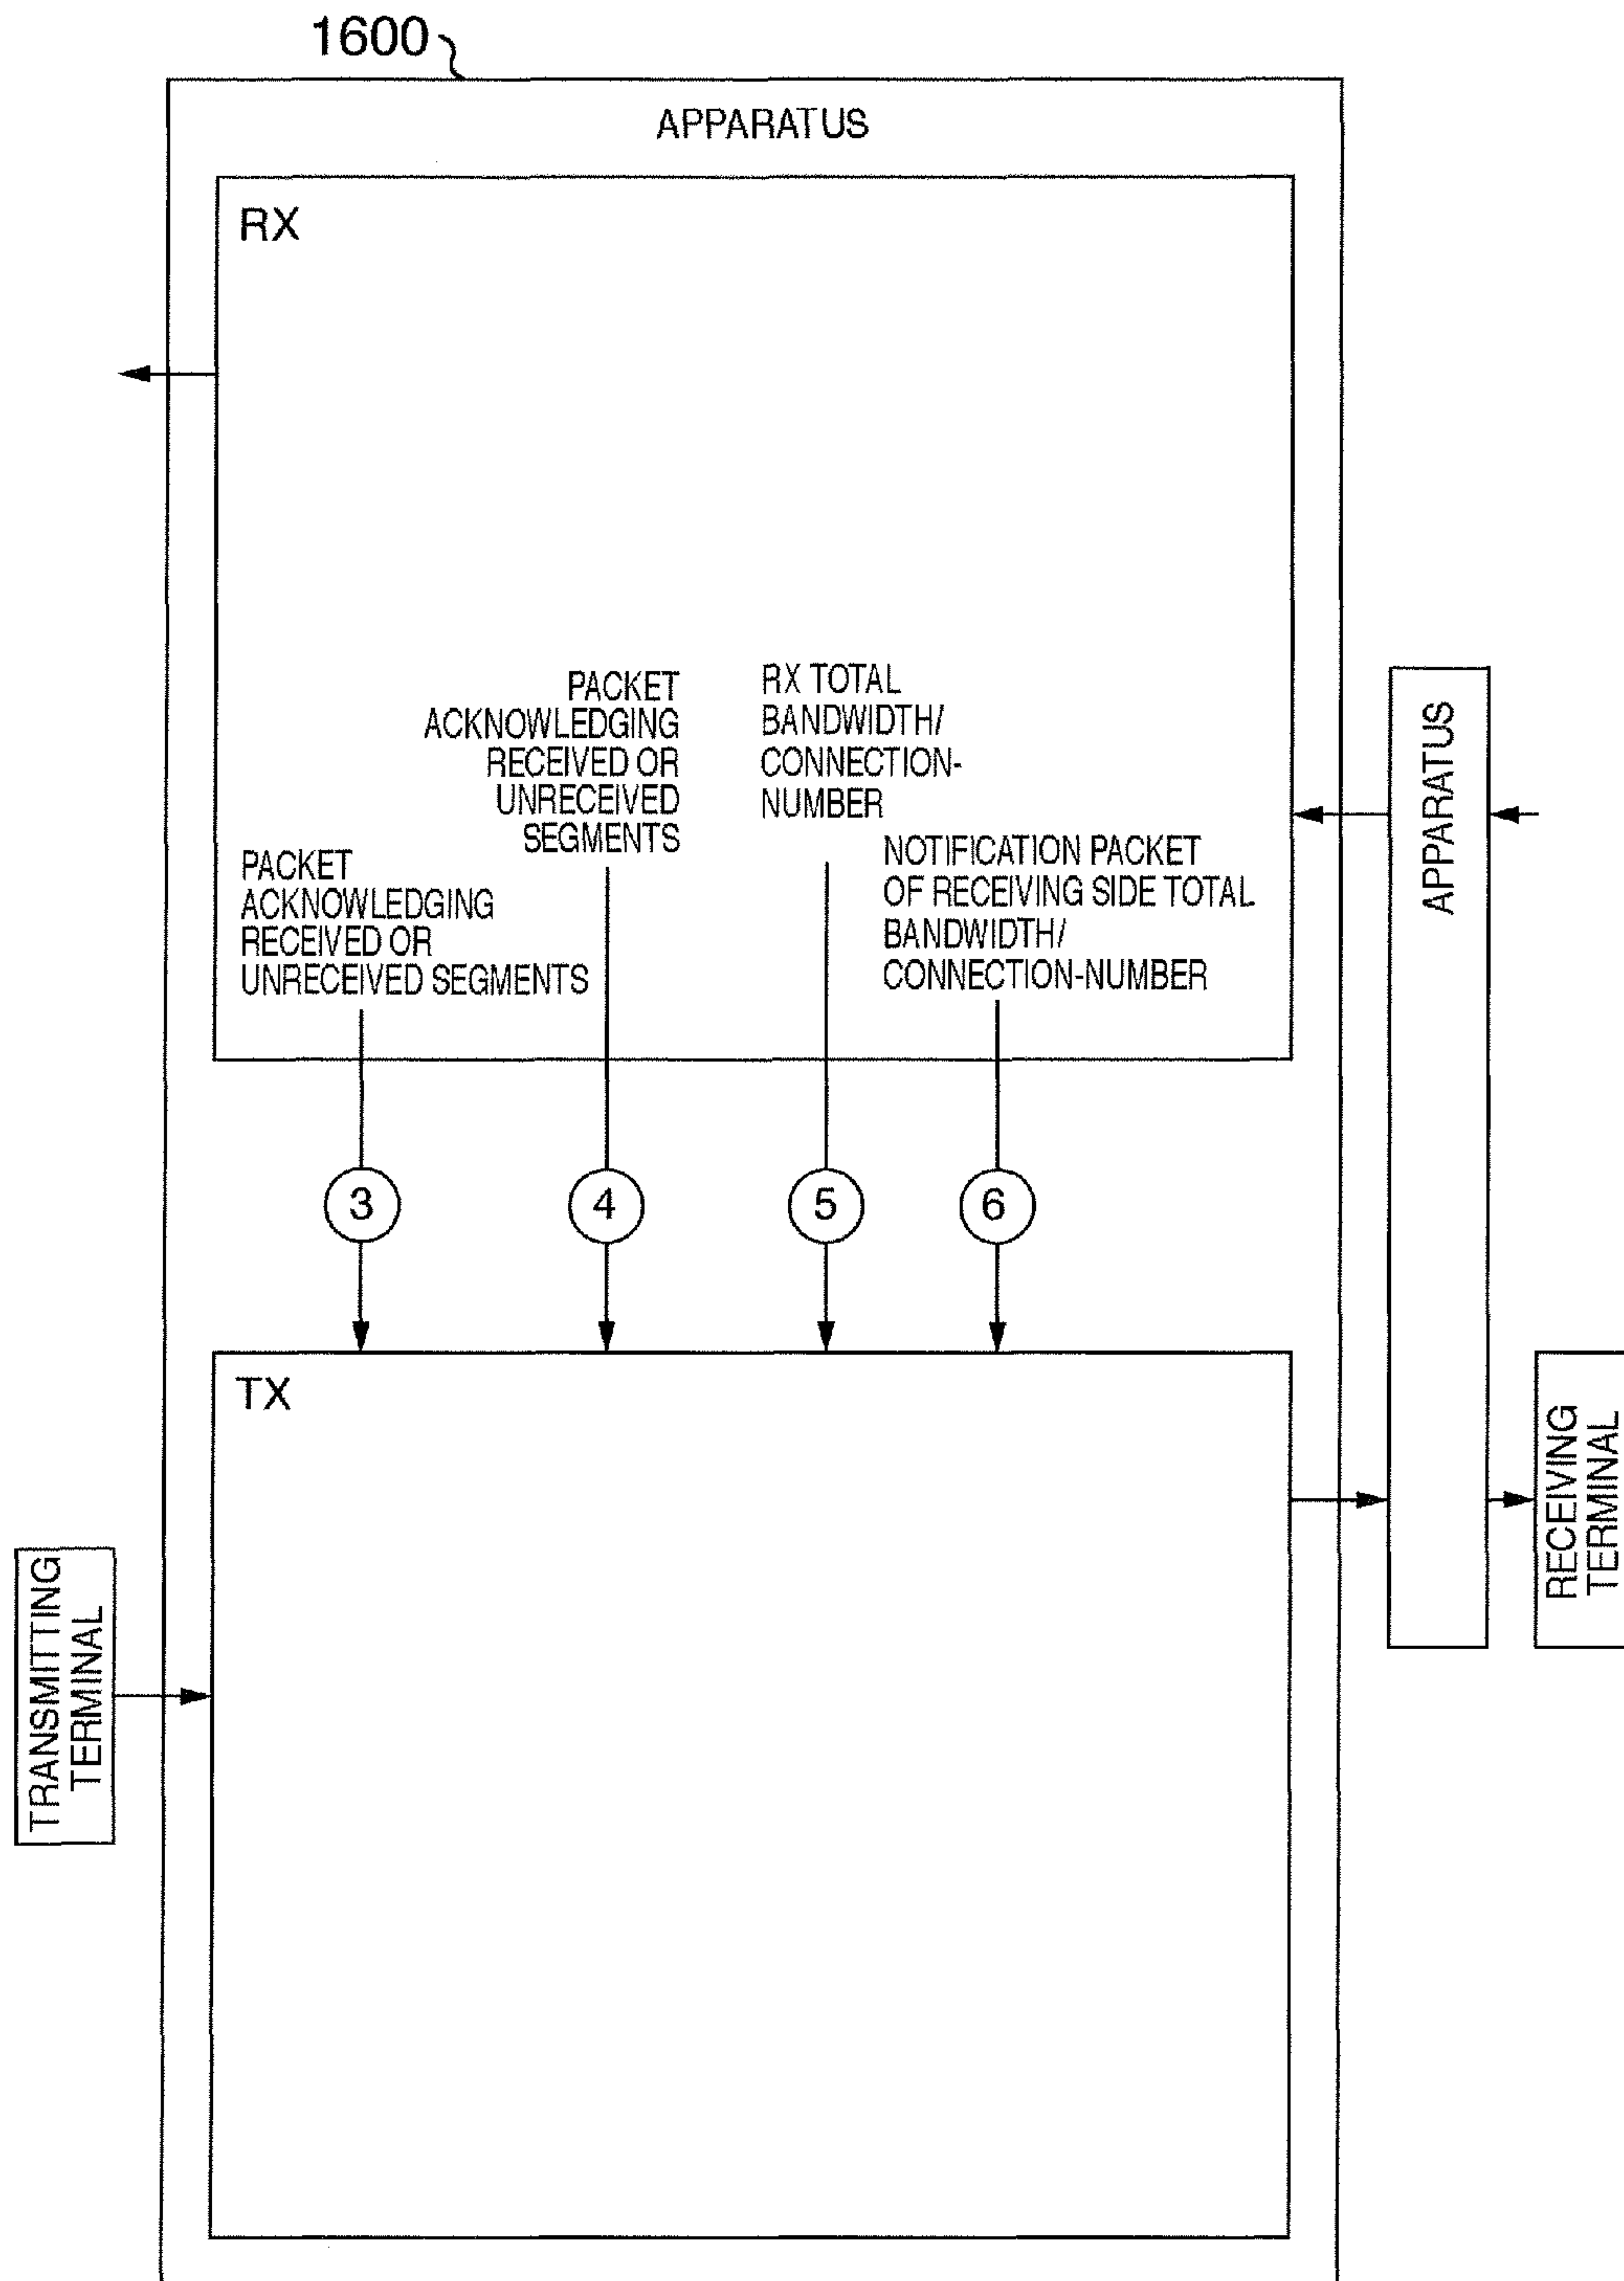 1600
APPARATUS
RX
PACKET
ACKNOWLEDGING
RECEIVED OR
UNRECEIVED
SEGMENTS
RX TOTAL
BANDWIDTH/
CONNECTION-
NUMBER
PACKET
ACKNOWLEDGING
RECEIVED OR
UNRECEIVED SEGMENTS
NOTIFICATION PACKET
OF RECEIVING SIDE TOTAL
BANDWIDTH/
CONNECTION-NUMBER
APPARATUS
3
4
5
6
TX
TRANSMITTING
TERMINAL
RECEIVING
TERMINAL